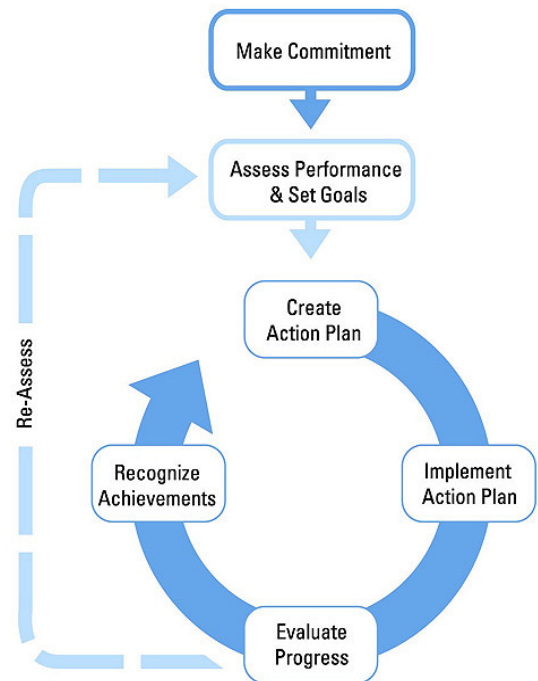 Make Commitment
Assess Performance
& Set Goals
Create
Action Plan
Re-Assess
Recognize
Achievements
Implement
Action Plan
Evaluate
Progress